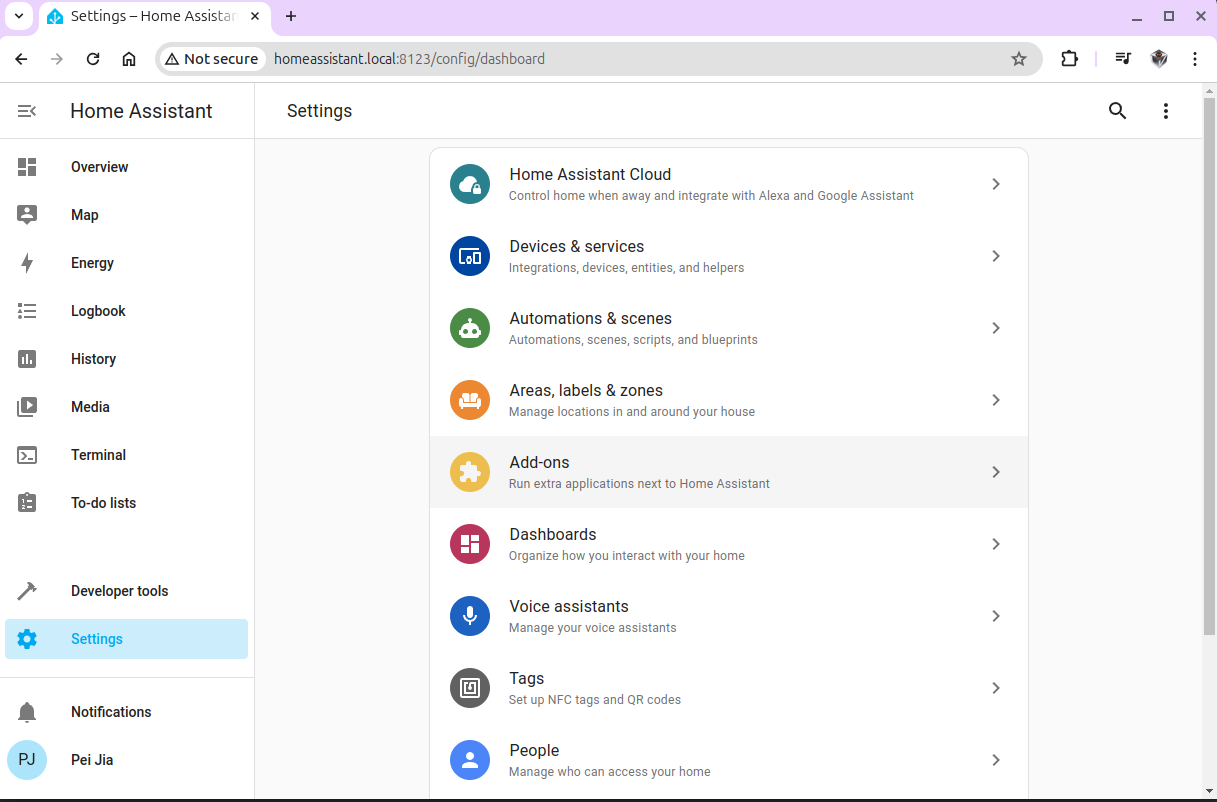 Settings – Home Assistar
Not secure
homeassistant.local:8123/config/dashboard
Home Assistant
Settings
Overview
Map
Energy
Logbook
History
Media
Terminal
To-do lists
Developer tools
Settings
Notifications
PJ
Pei Jia
Home Assistant Cloud
Control home when away and integrate with Alexa and Google Assistant
Devices & services
Integrations, devices, entities, and helpers
Automations & scenes
Automations, scenes, scripts, and blueprints
Areas, labels & zones
Manage locations in and around your house
Add-ons
Run extra applications next to Home Assistant
Dashboards
Organize how you interact with your home
Voice assistants
Manage your voice assistants
Tags
Set up NFC tags and QR codes
People
Manage who can access your home